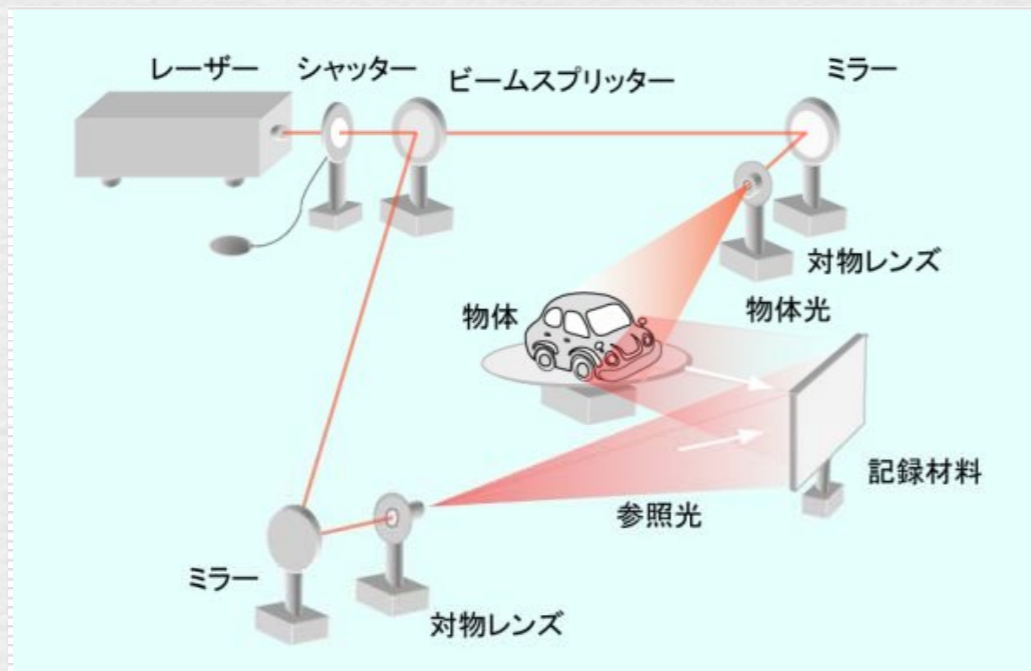 レーザー
シャッター
ビームスプリッター
ミラー
対物レンズ
物体光
物体
記録材料
参照光
ミラー
対物レンズ